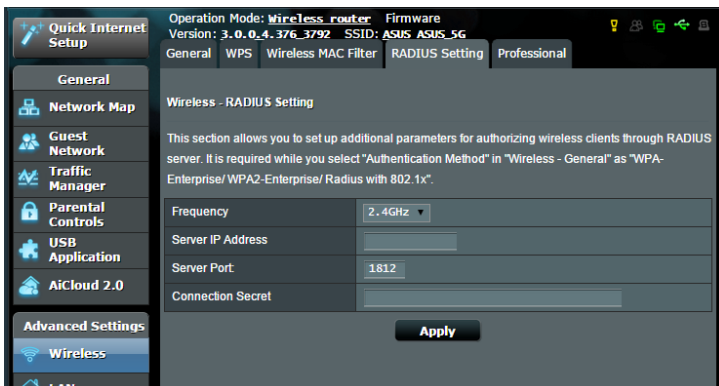 Quick Internet
Setup
Operation Mode: Wireless router Firmware
Version: 3.0.0.4.376_3792 SSID: ASUS ASUS_5G
General WPS Wireless MAC Filter RADIUS Setting Professional
General
Network Map
Guest
Network
Traffic
Manager
Parental
Controls
USB
Application
AiCloud 2.0
Advanced Settings
Wireless
Wireless - RADIUS Setting
This section allows you to set up additional parameters for authorizing wireless clients through RADIUS
server. It is required while you select "Authentication Method" in "Wireless - General" as "WPA-
Enterprise/ WPA2-Enterprise/ Radius with 802.1x".
Frequency 2.4GHz
Server IP Address
Server Port: 1812
Connection Secret
Apply